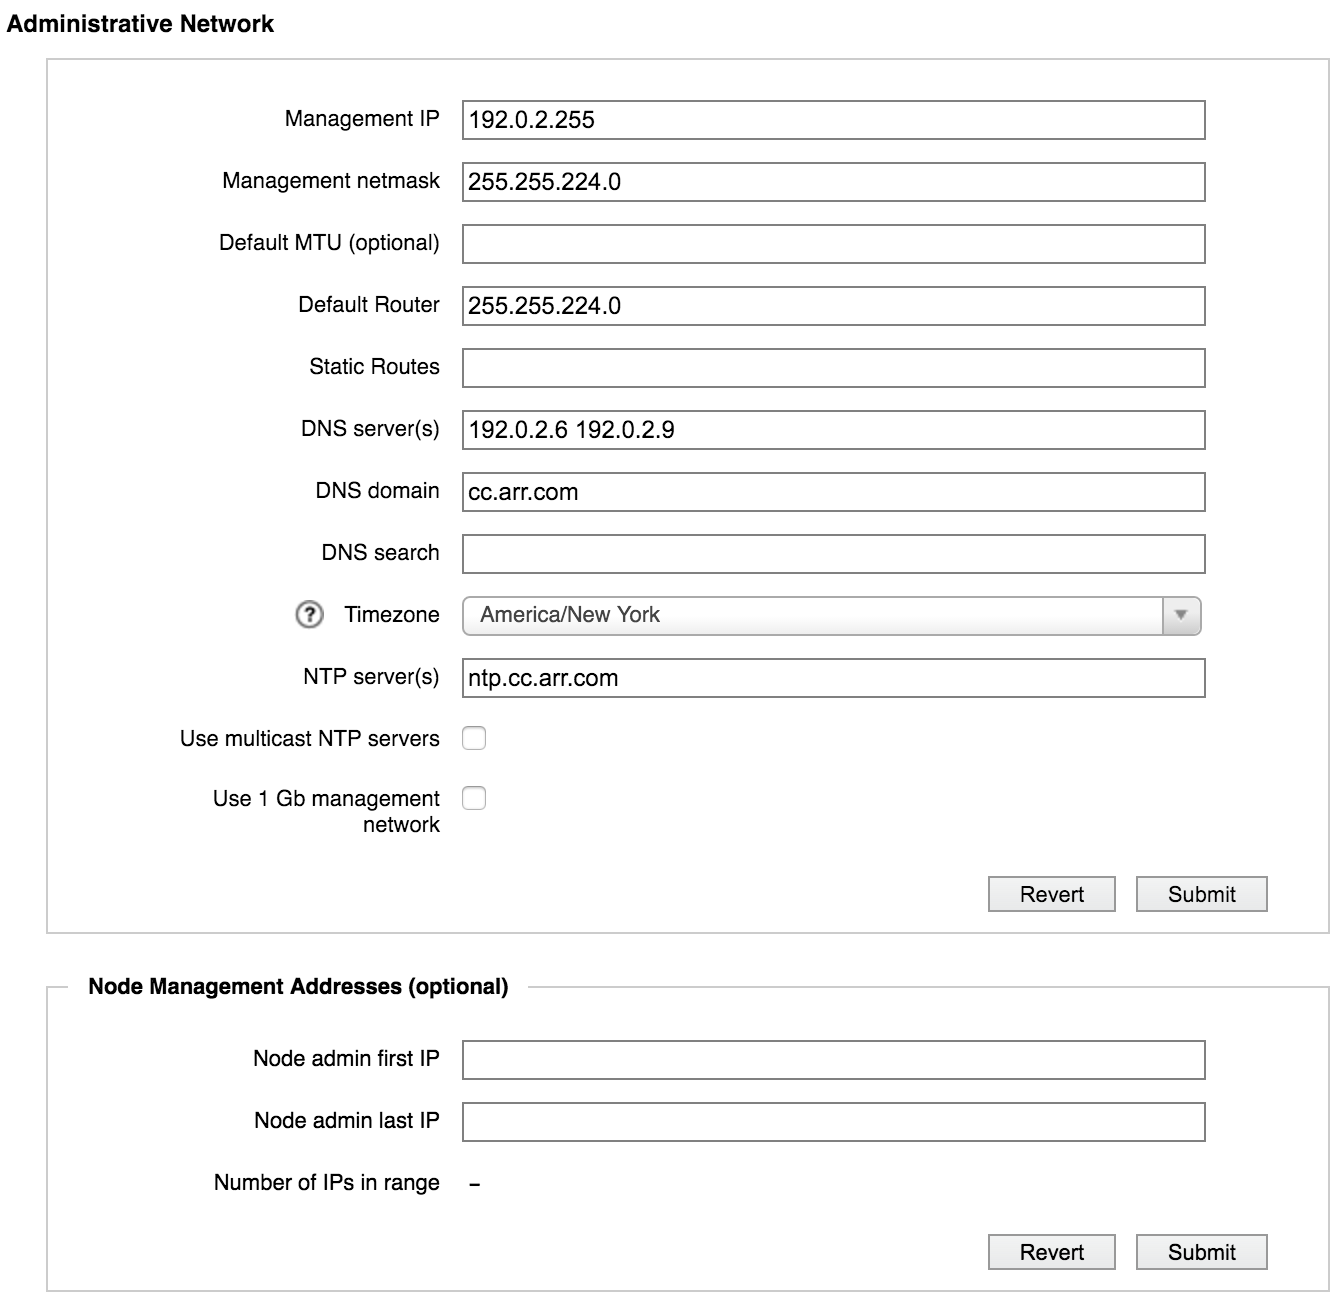 Administrative Network
Management IP 192.0.2.255
Management netmask 255.255.224.0
Default MTU (optional)
Default Router 255.255.224.0
Static Routes
DNS server(s) 192.0.2.6 192.0.2.9
DNS domain cc.arr.com
DNS search
? Timezone America/New York
NTP server(s) ntp.cc.arr.com
Use multicast NTP servers
Use 1 Gb management
network
Revert Submit
Node Management Addresses (optional)
Node admin first IP
Node admin last IP
Number of IPs in range –
Revert Submit